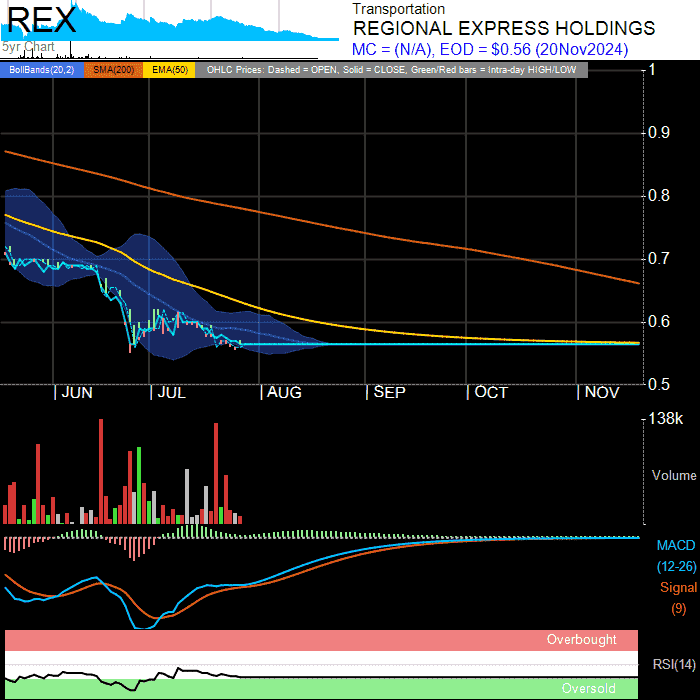 REX
5yr Chart
Transportation
REGIONAL EXPRESS HOLDINGS
MC = (N/A), EOD = $0.56 (20Nov2024)
BollBands(20,2) SMA(200) EMA(50) OHLC Prices: Dashed = OPEN, Solid = CLOSE, Green/Red bars = Intra-day HIGH/LOW
1
0.9
0.8
0.7
0.6
0.5
JUN JUL AUG SEP OCT NOV
138k
Volume
MACD
(12-26)
Signal
(9)
Overbought
RSI(14)
Oversold